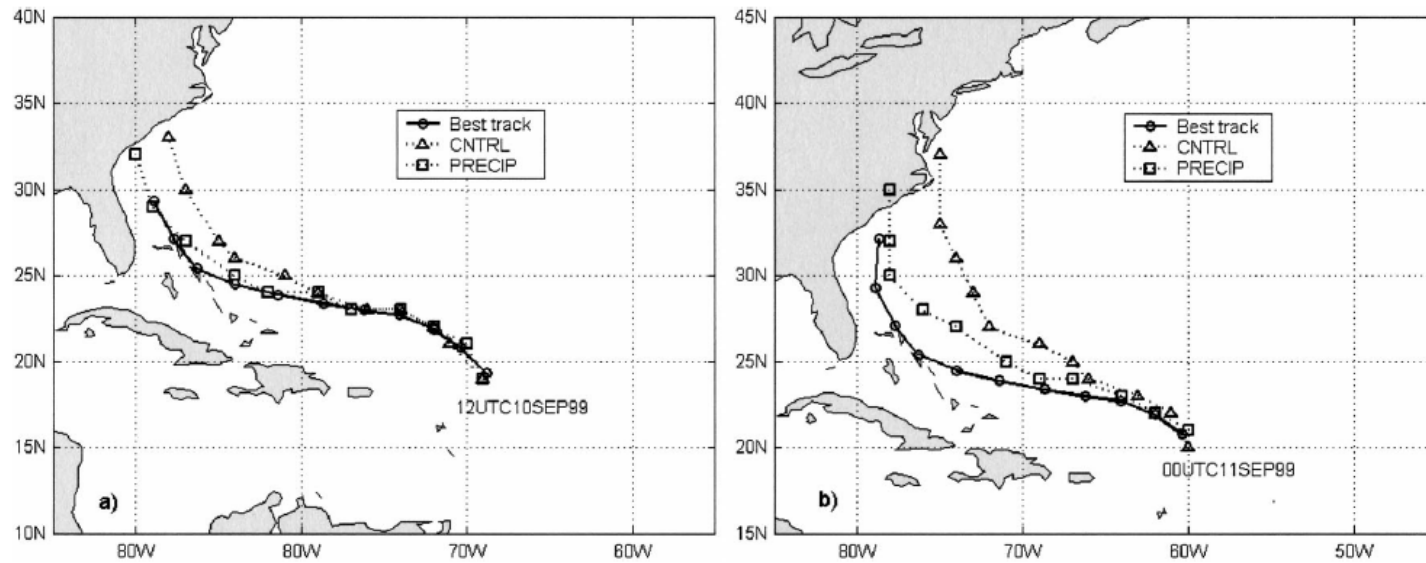 40N
35N
30N
25N
20N
15N
10N
Best track
CNTRL
PRECIP
12UTC10SEP99
a)
80W
80W
70W
60W
45N
40N
35N
30N
25N
20N
15N
Best track
CNTRL
PRECIP
00UTC11SEP99
b)
80W
70W
60W
50W